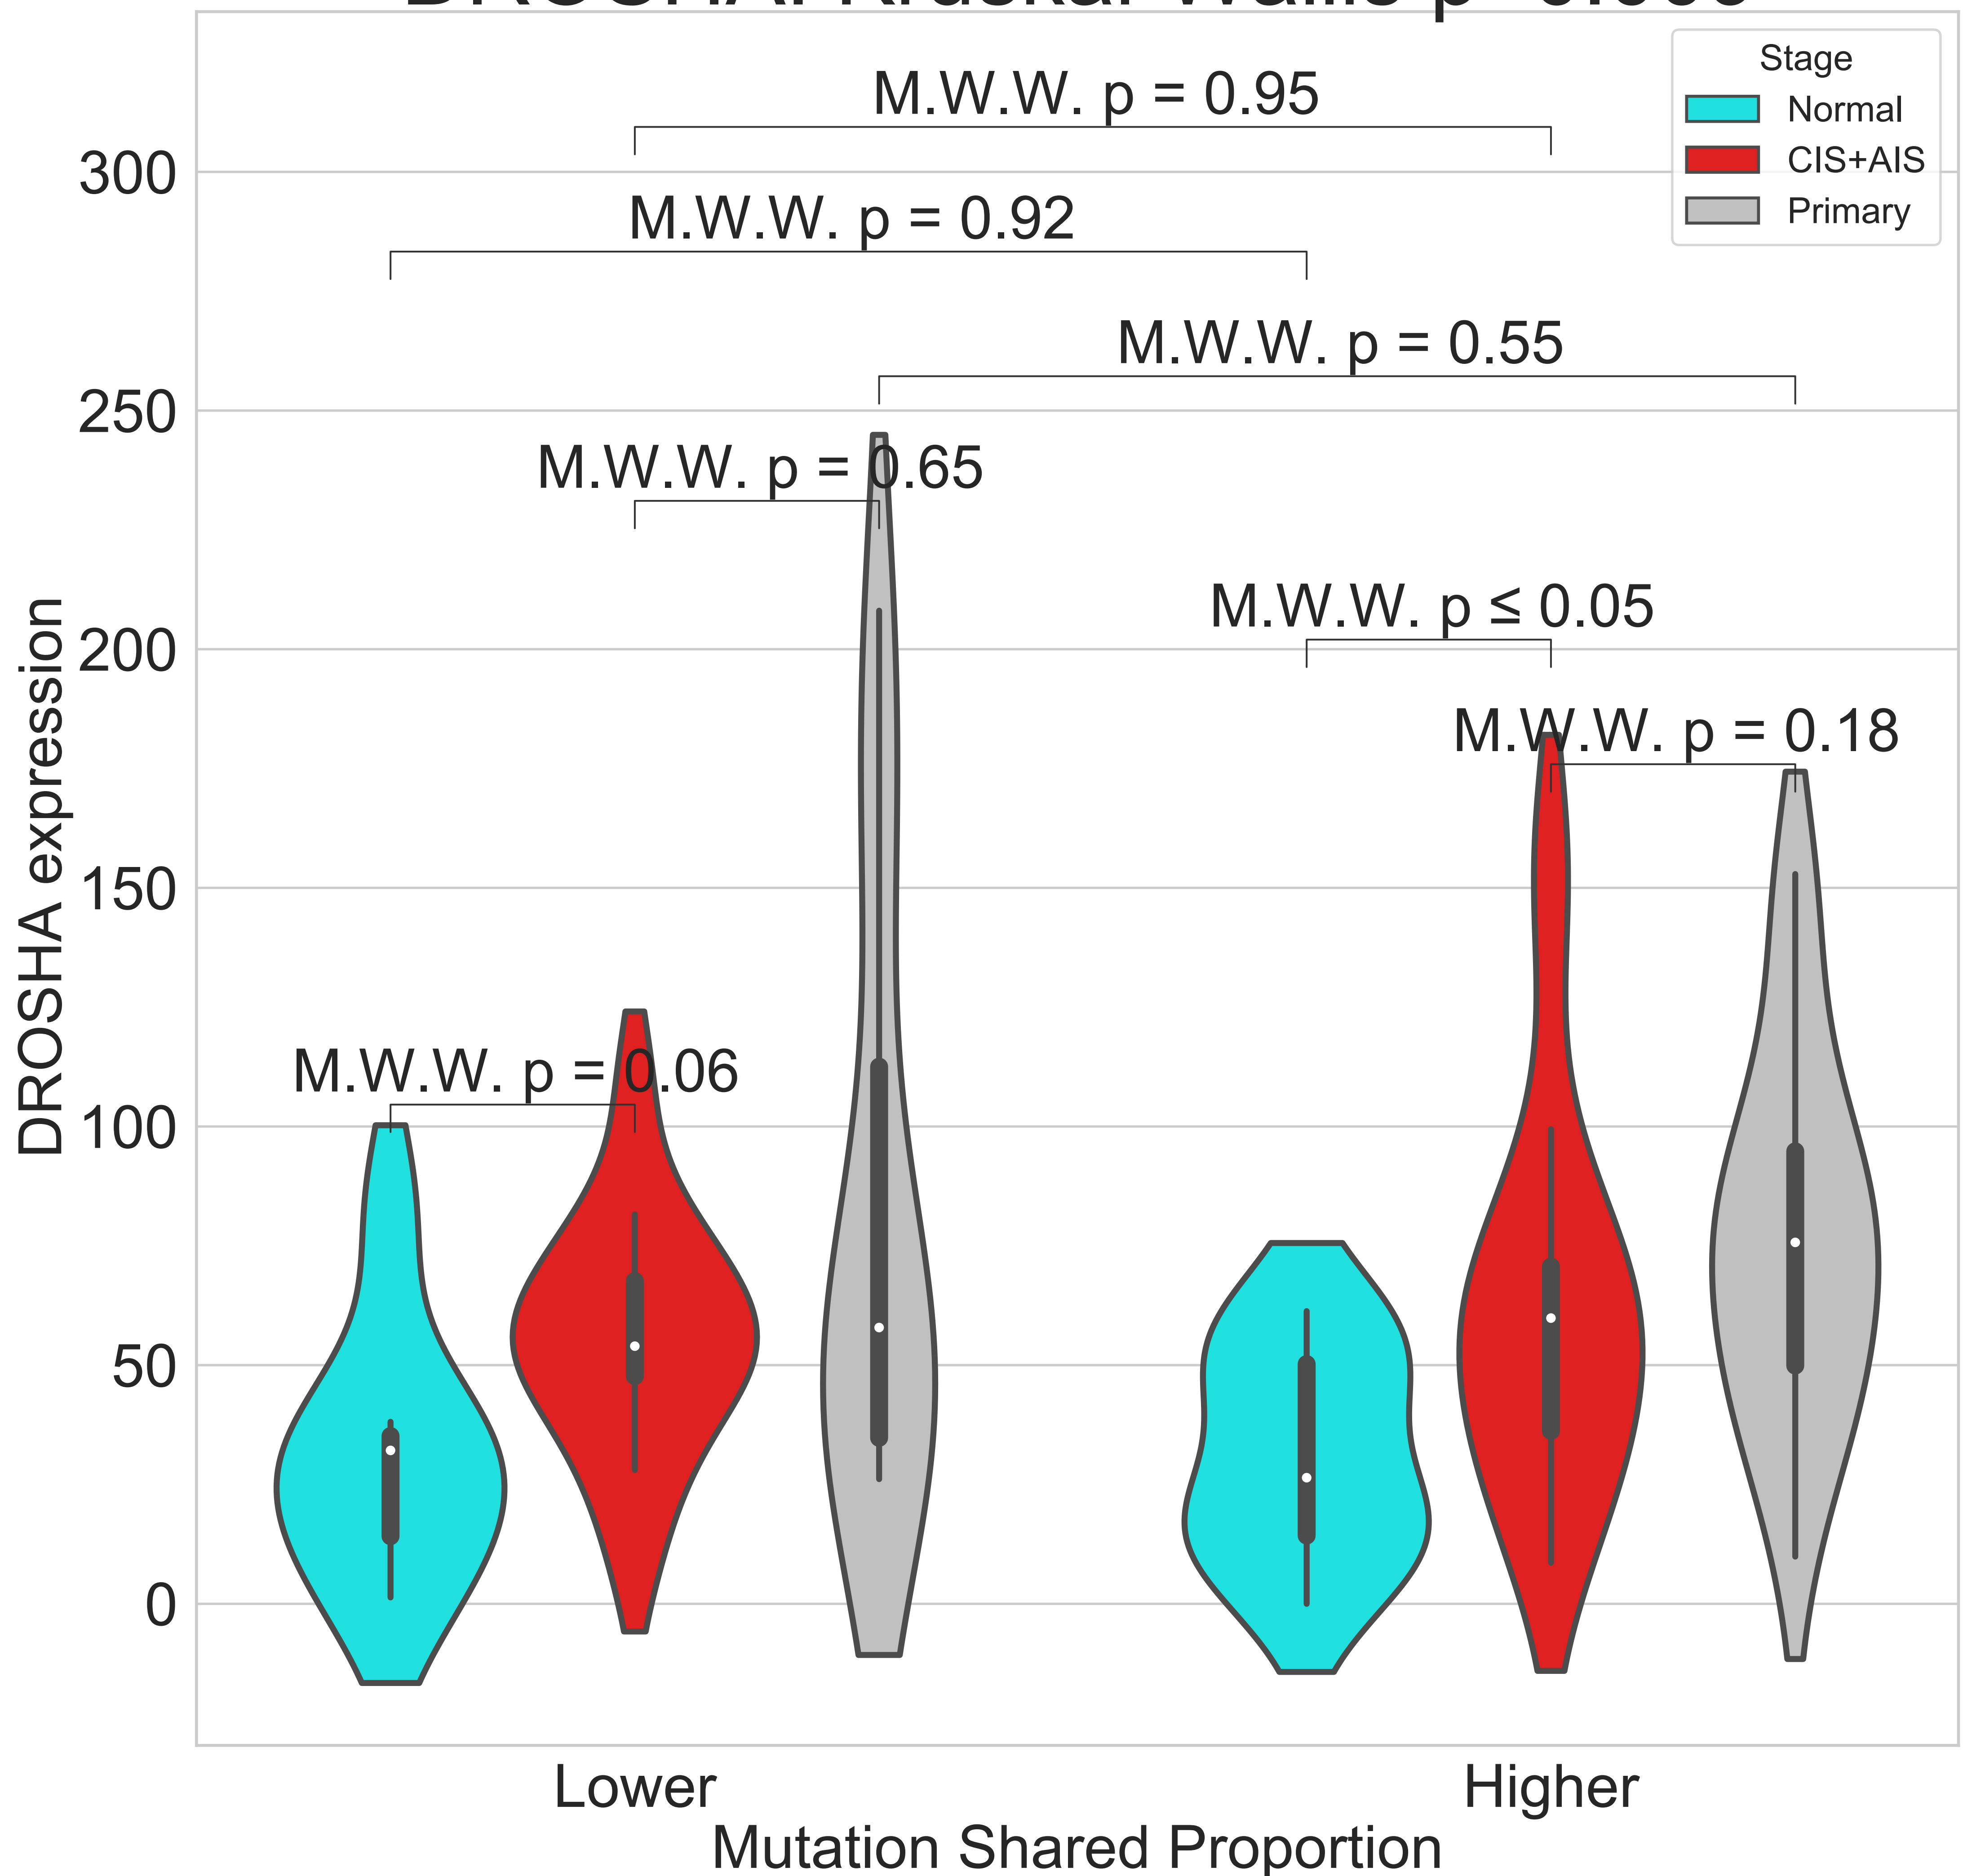 M.W.W. p = 0.95
Stage
Normal
CIS+AIS
Primary
M.W.W. p = 0.92
M.W.W. p = 0.55
M.W.W. p = 0.65
M.W.W. p ≤ 0.05
M.W.W. p = 0.18
M.W.W. p = 0.06
DROSHA expression
300
250
200
150
100
50
0
Lower
Higher
Mutation Shared Proportion